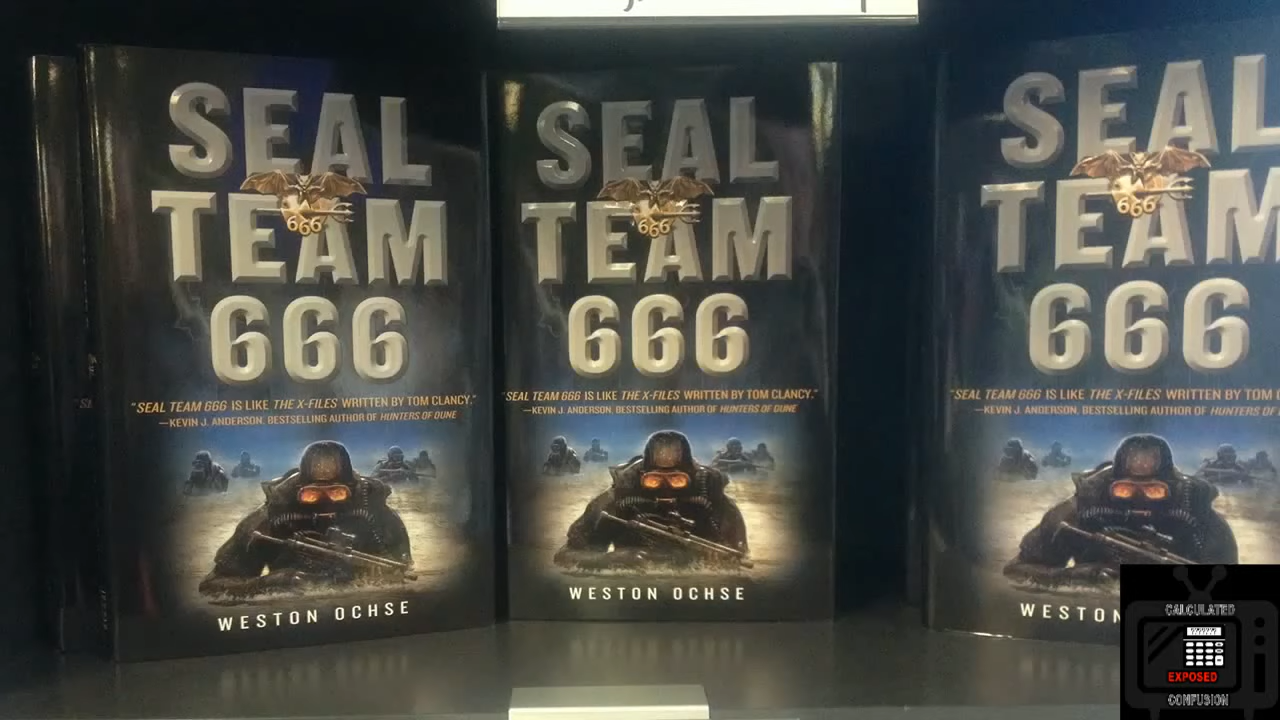 SEAL
TEAM
666
666
"SEAL TEAM 666 IS LIKE THE X-FILES WRITTEN BY TOM CLANCY."
—KEVIN J. ANDERSON, BESTSELLING AUTHOR OF HUNTERS OF DUNE
WESTON OCHSE
SEAL
TEAM
666
666
"SEAL TEAM 666 IS LIKE THE X-FILES WRITTEN BY TOM CLANCY."
—KEVIN J. ANDERSON, BESTSELLING AUTHOR OF HUNTERS OF DUNE
WESTON OCHSE
SEAL
TEAM
666
666
"SEAL TEAM 666 IS LIKE THE X-FILES WRITTEN BY TOM
—KEVIN J. ANDERSON, BESTSELLING AUTHOR OF HUNTERS OF
WESTON
CALCULATED
???????
EXPOSED
CONFUSION